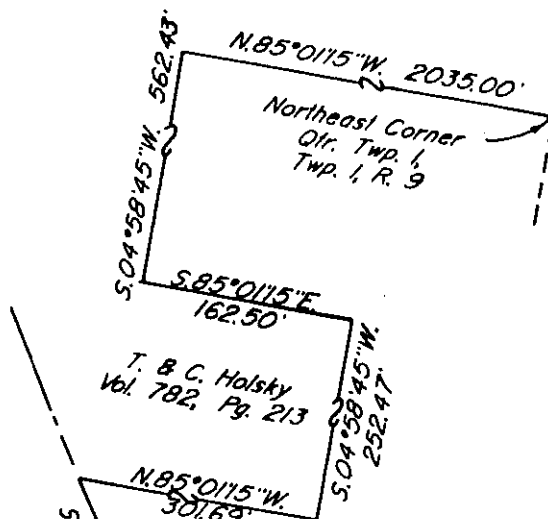 N.85°01'15"W. 2035.00'
562.43'
S.04°58'45"W.
Northeast Corner
Qtr. Twp. 1,
Twp. 1, R. 9
S.85°01'15"E.
162.50'
S.04°58'45"W.
252.47'
T. & C. Holsky
Vol. 782, Pg. 213
N.85°01'15"W.
301.69'
S